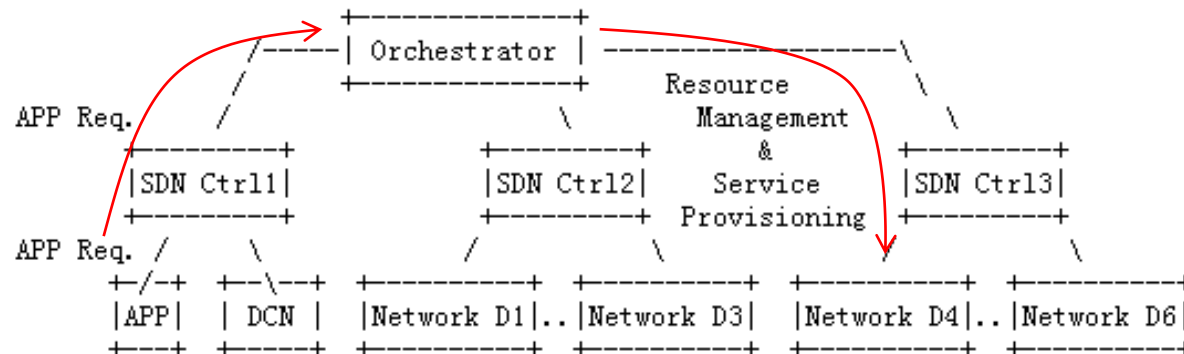 Orchestrator
Resource
APP Req. Management
&
SDN Ctrl1 SDN Ctrl2 Service SDN Ctrl3
Provisioning
APP Req.
APP DCN Network D1 .. Network D3 Network D4 .. Network D6